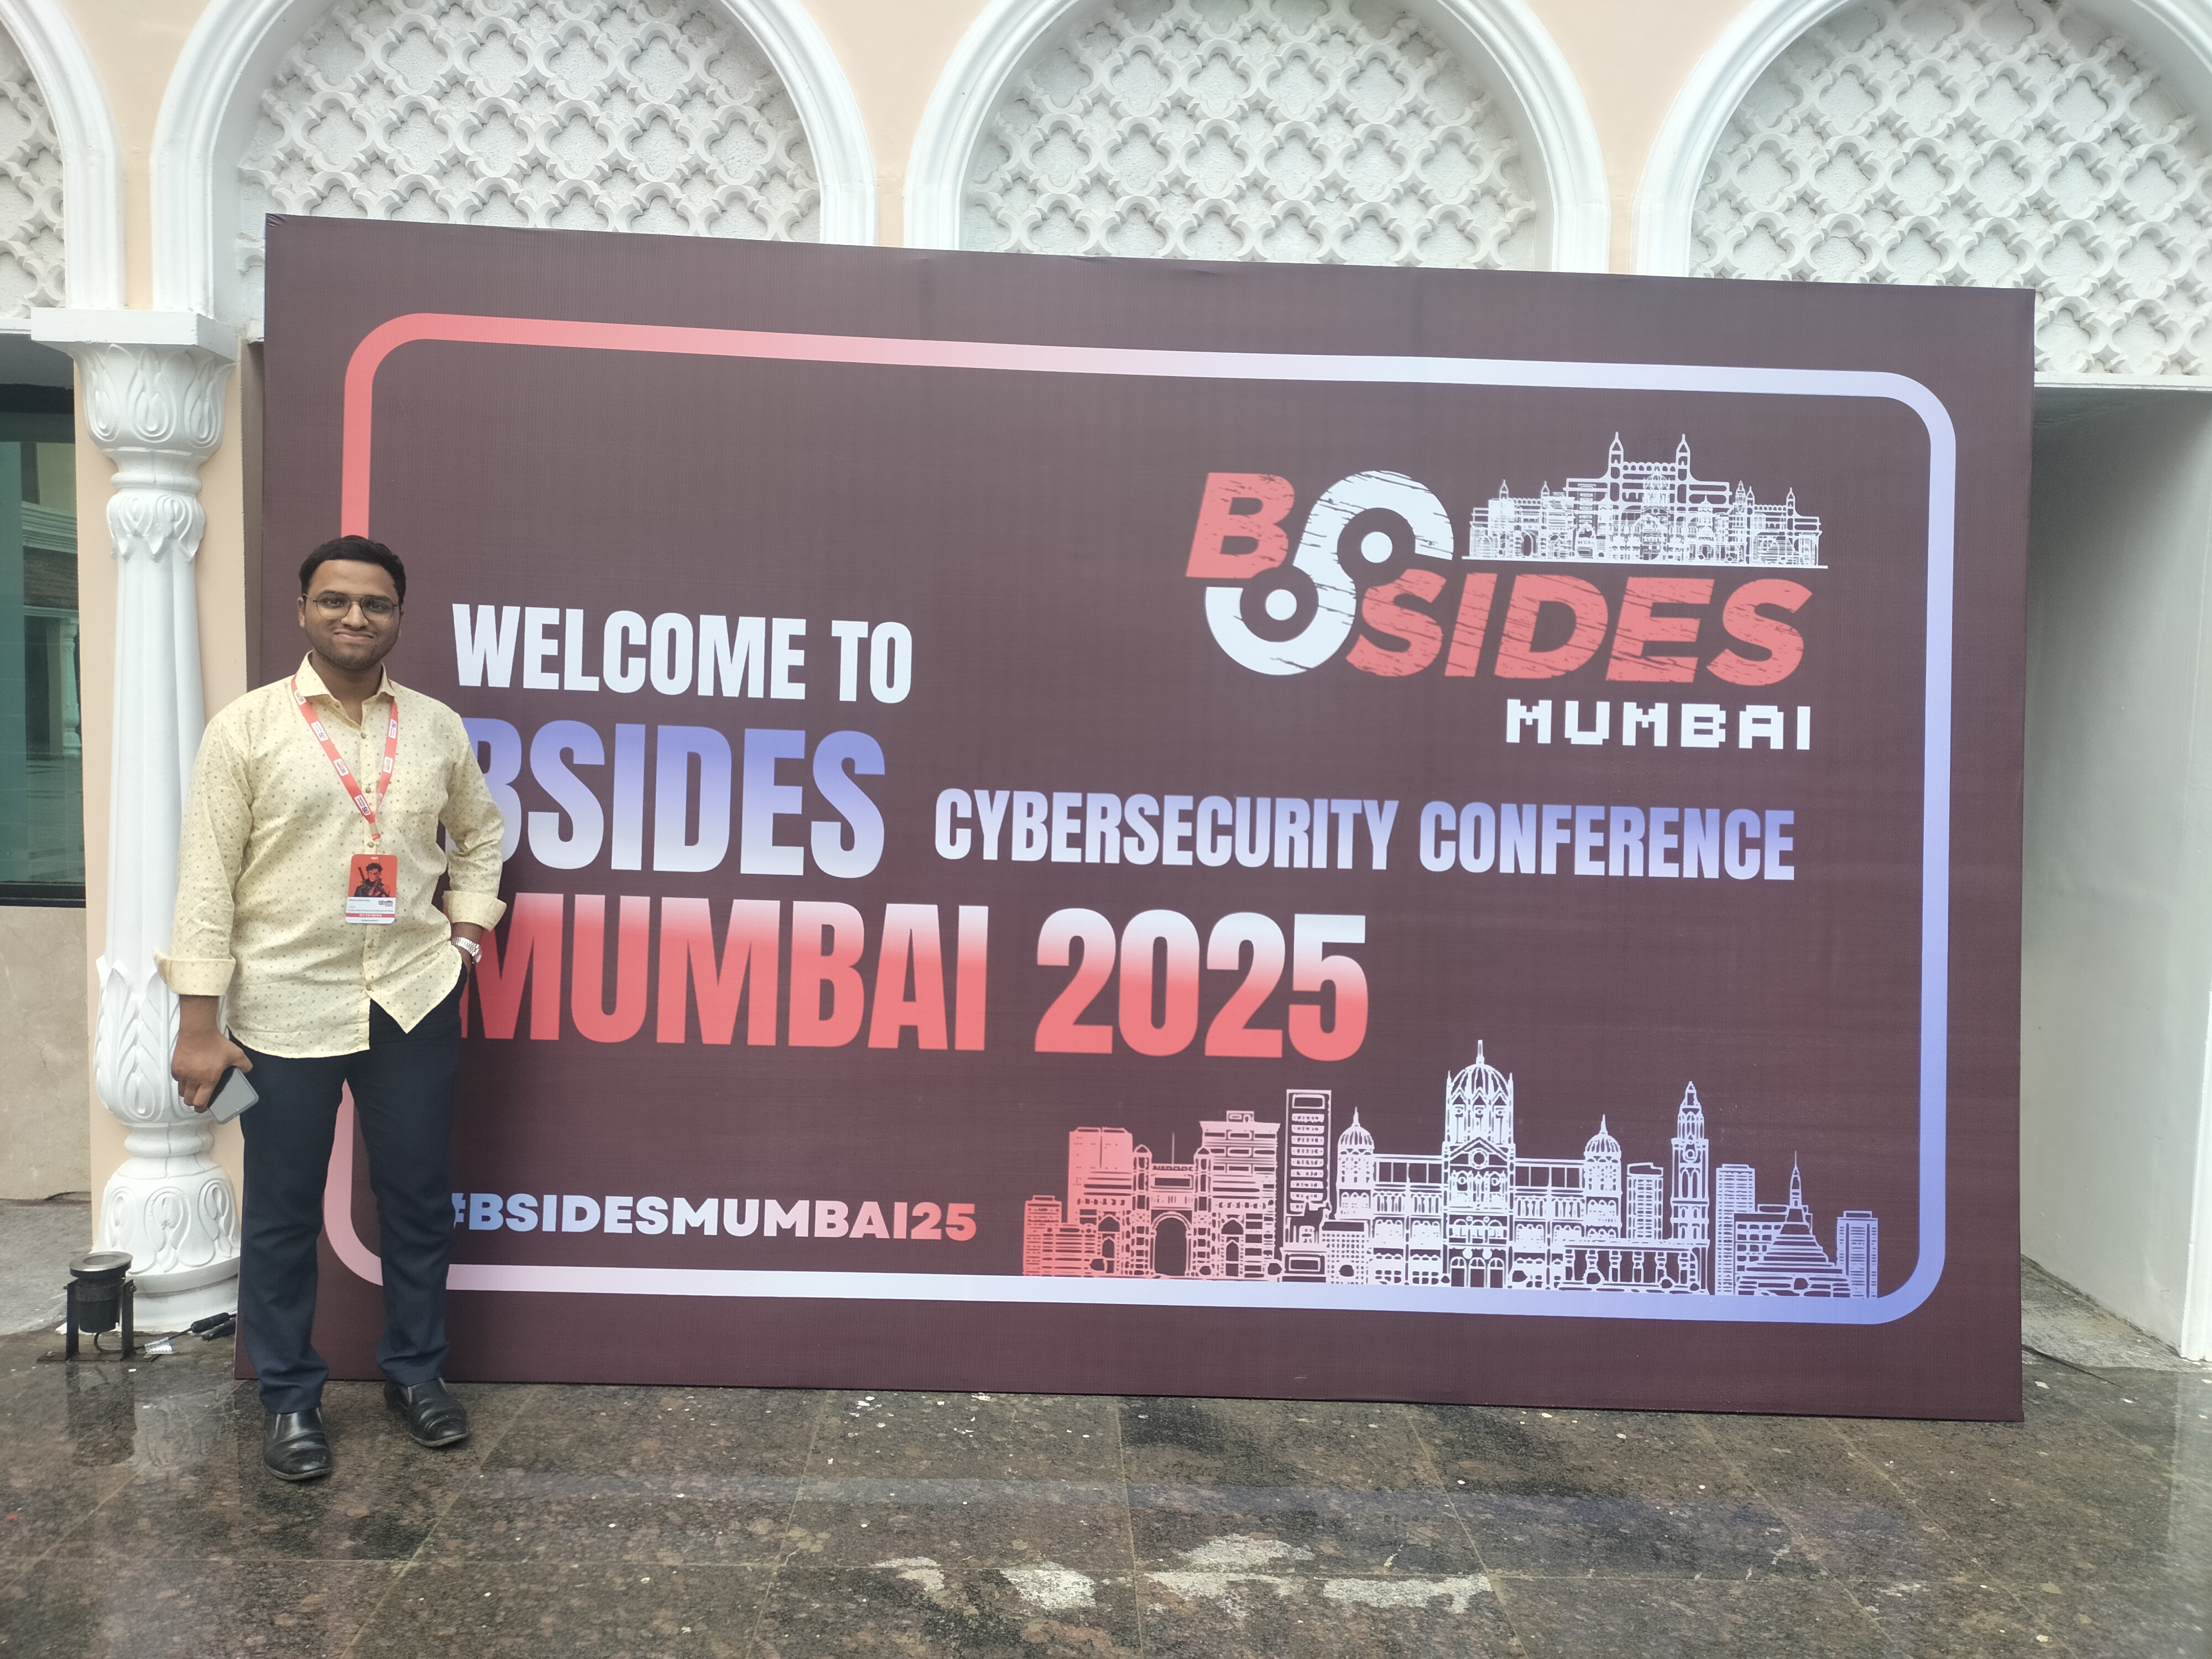 BSIDES
MUMBAI
WELCOME TO
BSIDES CYBERSECURITY CONFERENCE
MUMBAI 2025
#BSIDESMUMBAI25